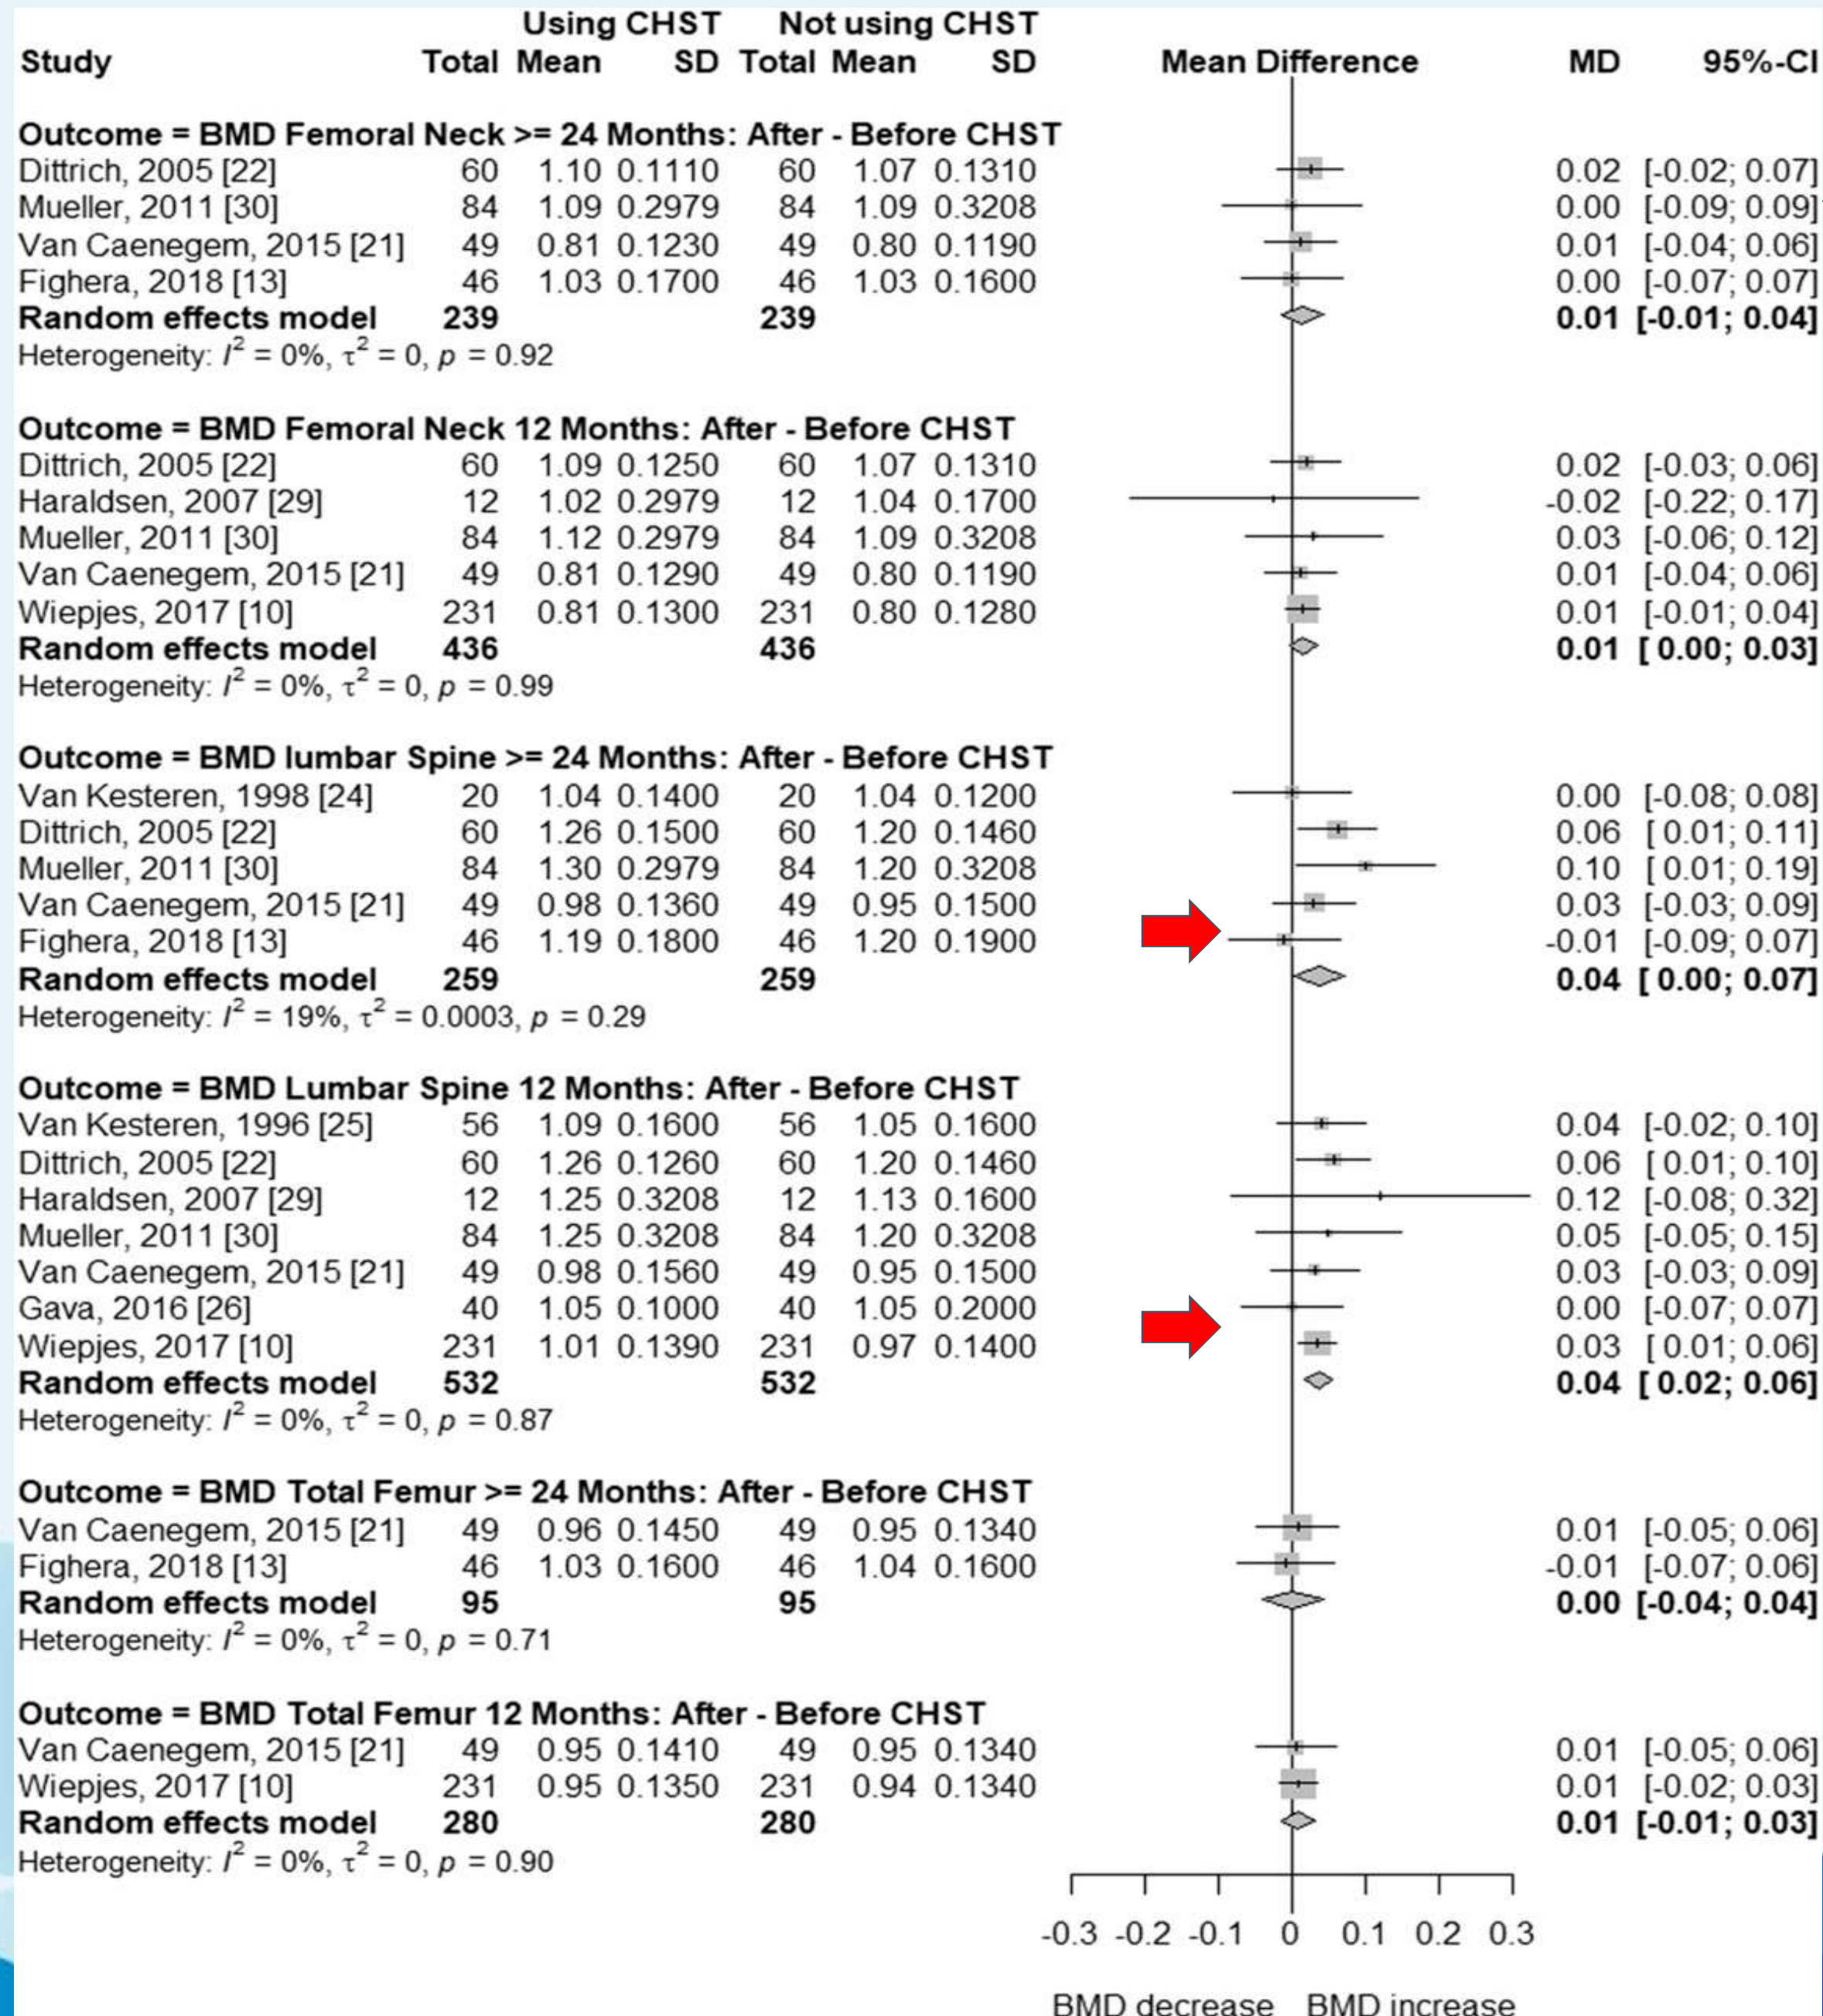 Using CHST Not using CHST
Study Total Mean SD Total Mean SD Mean Difference MD 95%-CI
Outcome = BMD Femoral Neck >= 24 Months: After - Before CHST
Dittrich, 2005 [22] 60 1.10 0.1110 60 1.07 0.1310 0.02 [-0.02; 0.07]
Mueller, 2011 [30] 84 1.09 0.2979 84 1.09 0.3208 0.00 [-0.09; 0.09]
Van Caenegem, 2015 [21] 49 0.81 0.1230 49 0.80 0.1190 0.01 [-0.04; 0.06]
Fighera, 2018 [13] 46 1.03 0.1700 46 1.03 0.1600 0.00 [-0.07; 0.07]
Random effects model 239 239 0.01 [-0.01; 0.04]
Heterogeneity: I² = 0%, τ² = 0, p = 0.92
Outcome = BMD Femoral Neck 12 Months: After - Before CHST
Dittrich, 2005 [22] 60 1.09 0.1250 60 1.07 0.1310 0.02 [-0.03; 0.06]
Haraldsen, 2007 [29] 12 1.02 0.2979 12 1.04 0.1700 -0.02 [-0.22; 0.17]
Mueller, 2011 [30] 84 1.12 0.2979 84 1.09 0.3208 0.03 [-0.06; 0.12]
Van Caenegem, 2015 [21] 49 0.81 0.1290 49 0.80 0.1190 0.01 [-0.04; 0.06]
Wiepjes, 2017 [10] 231 0.81 0.1300 231 0.80 0.1280 0.01 [-0.01; 0.04]
Random effects model 436 436 0.01 [ 0.00; 0.03]
Heterogeneity: I² = 0%, τ² = 0, p = 0.99
Outcome = BMD lumbar Spine >= 24 Months: After - Before CHST
Van Kesteren, 1998 [24] 20 1.04 0.1400 20 1.04 0.1200 0.00 [-0.08; 0.08]
Dittrich, 2005 [22] 60 1.26 0.1500 60 1.20 0.1460 0.06 [ 0.01; 0.11]
Mueller, 2011 [30] 84 1.30 0.2979 84 1.20 0.3208 0.10 [ 0.01; 0.19]
Van Caenegem, 2015 [21] 49 0.98 0.1360 49 0.95 0.1500 0.03 [-0.03; 0.09]
Fighera, 2018 [13] 46 1.19 0.1800 46 1.20 0.1900 -0.01 [-0.09; 0.07]
Random effects model 259 259 0.04 [ 0.00; 0.07]
Heterogeneity: I² = 19%, τ² = 0.0003, p = 0.29
Outcome = BMD Lumbar Spine 12 Months: After - Before CHST
Van Kesteren, 1996 [25] 56 1.09 0.1600 56 1.05 0.1600 0.04 [-0.02; 0.10]
Dittrich, 2005 [22] 60 1.26 0.1260 60 1.20 0.1460 0.06 [ 0.01; 0.10]
Haraldsen, 2007 [29] 12 1.25 0.3208 12 1.13 0.1600 0.12 [-0.08; 0.32]
Mueller, 2011 [30] 84 1.25 0.3208 84 1.20 0.3208 0.05 [-0.05; 0.15]
Van Caenegem, 2015 [21] 49 0.98 0.1560 49 0.95 0.1500 0.03 [-0.03; 0.09]
Gava, 2016 [26] 40 1.05 0.1000 40 1.05 0.2000 0.00 [-0.07; 0.07]
Wiepjes, 2017 [10] 231 1.01 0.1390 231 0.97 0.1400 0.03 [ 0.01; 0.06]
Random effects model 532 532 0.04 [ 0.02; 0.06]
Heterogeneity: I² = 0%, τ² = 0, p = 0.87
Outcome = BMD Total Femur >= 24 Months: After - Before CHST
Van Caenegem, 2015 [21] 49 0.96 0.1450 49 0.95 0.1340 0.01 [-0.05; 0.06]
Fighera, 2018 [13] 46 1.03 0.1600 46 1.04 0.1600 -0.01 [-0.07; 0.06]
Random effects model 95 95 0.00 [-0.04; 0.04]
Heterogeneity: I² = 0%, τ² = 0, p = 0.71
Outcome = BMD Total Femur 12 Months: After - Before CHST
Van Caenegem, 2015 [21] 49 0.95 0.1410 49 0.95 0.1340 0.01 [-0.05; 0.06]
Wiepjes, 2017 [10] 231 0.95 0.1350 231 0.94 0.1340 0.01 [-0.02; 0.03]
Random effects model 280 280 0.01 [-0.01; 0.03]
Heterogeneity: I² = 0%, τ² = 0, p = 0.90
-0.3 -0.2 -0.1 0 0.1 0.2 0.3
BMD decrease BMD increase